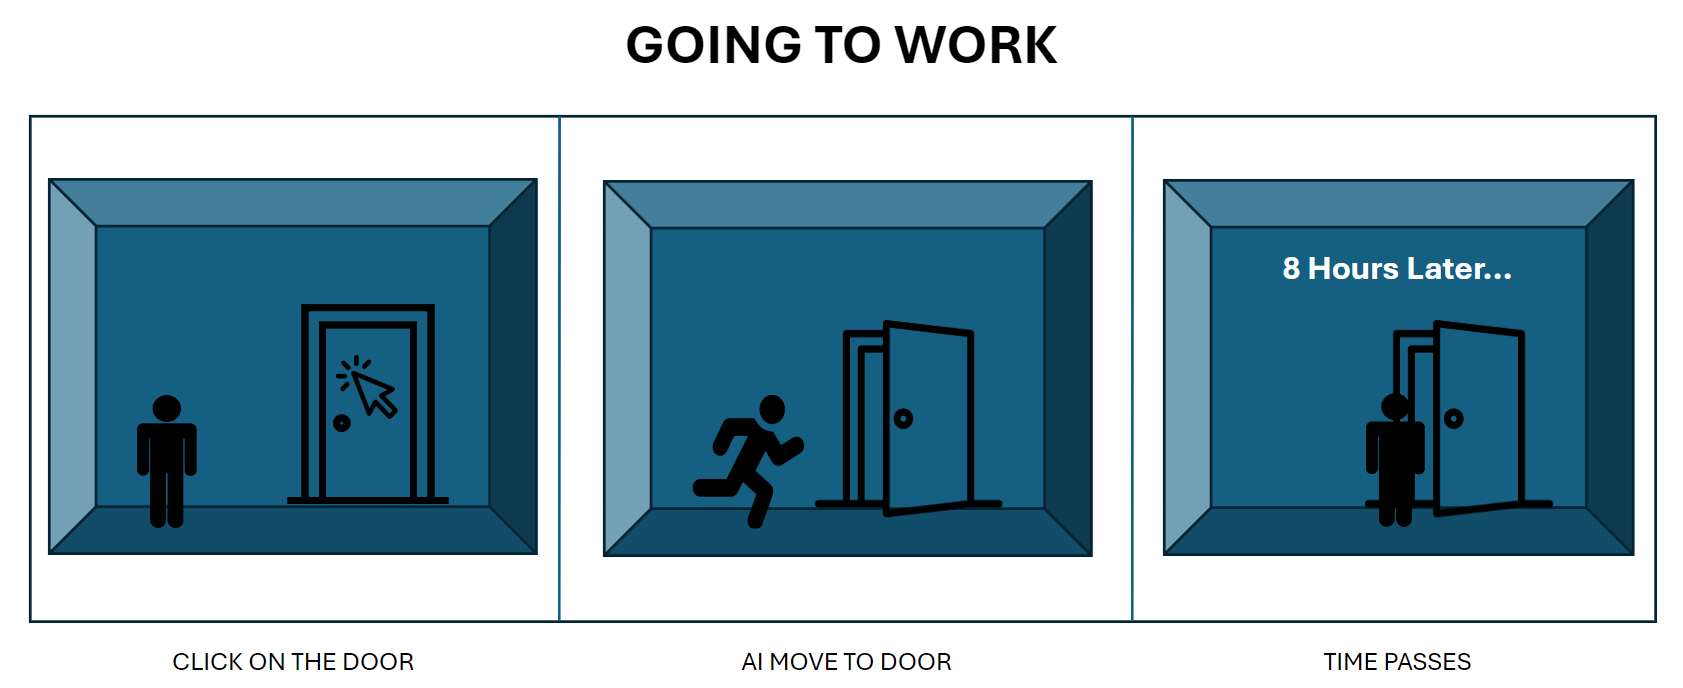 GOING TO WORK
8 Hours Later...
CLICK ON THE DOOR
AI MOVE TO DOOR
TIME PASSES